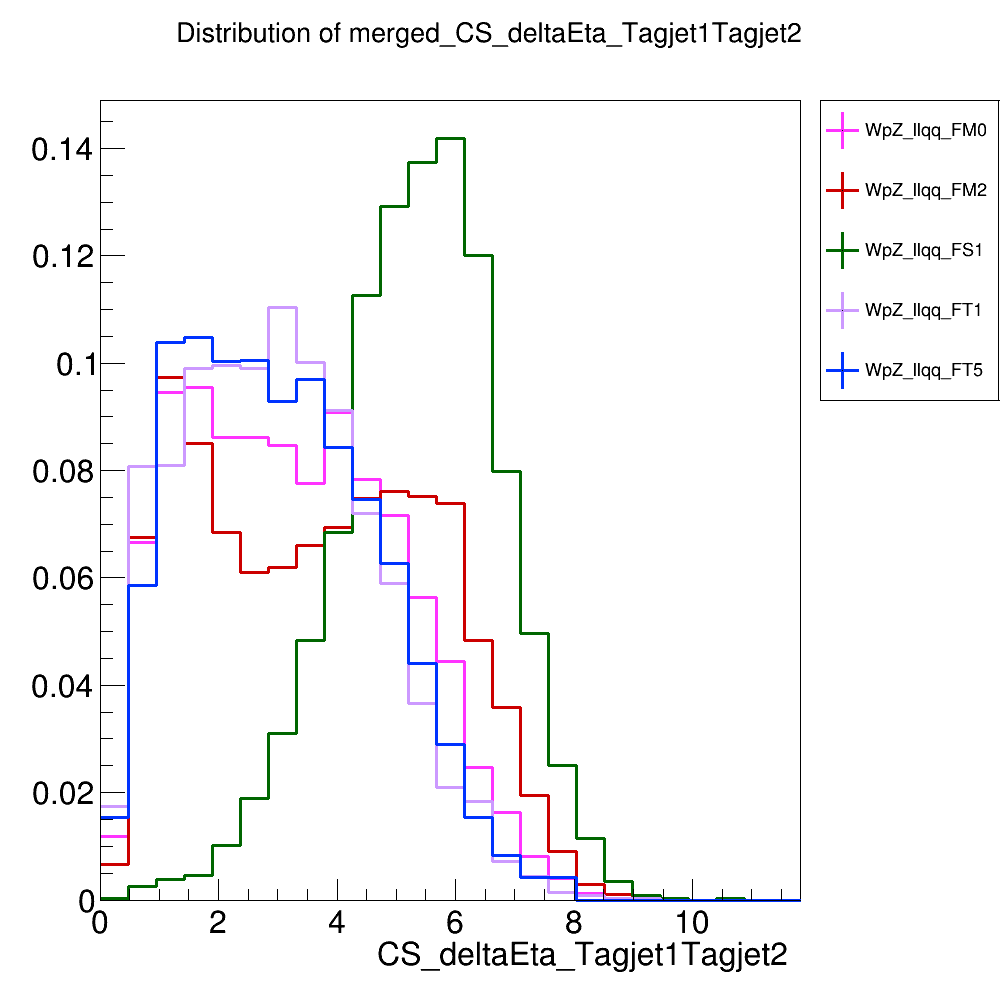 Distribution of merged_CS_deltaEta_Tagjet1Tagjet2
WpZ_llqq_FM0
WpZ_llqq_FM2
WpZ_llqq_FS1
WpZ_llqq_FT1
WpZ_llqq_FT5
0.14
0.12
0.1
0.08
0.06
0.04
0.02
0
0 2 4 6 8 10
CS_deltaEta_Tagjet1Tagjet2